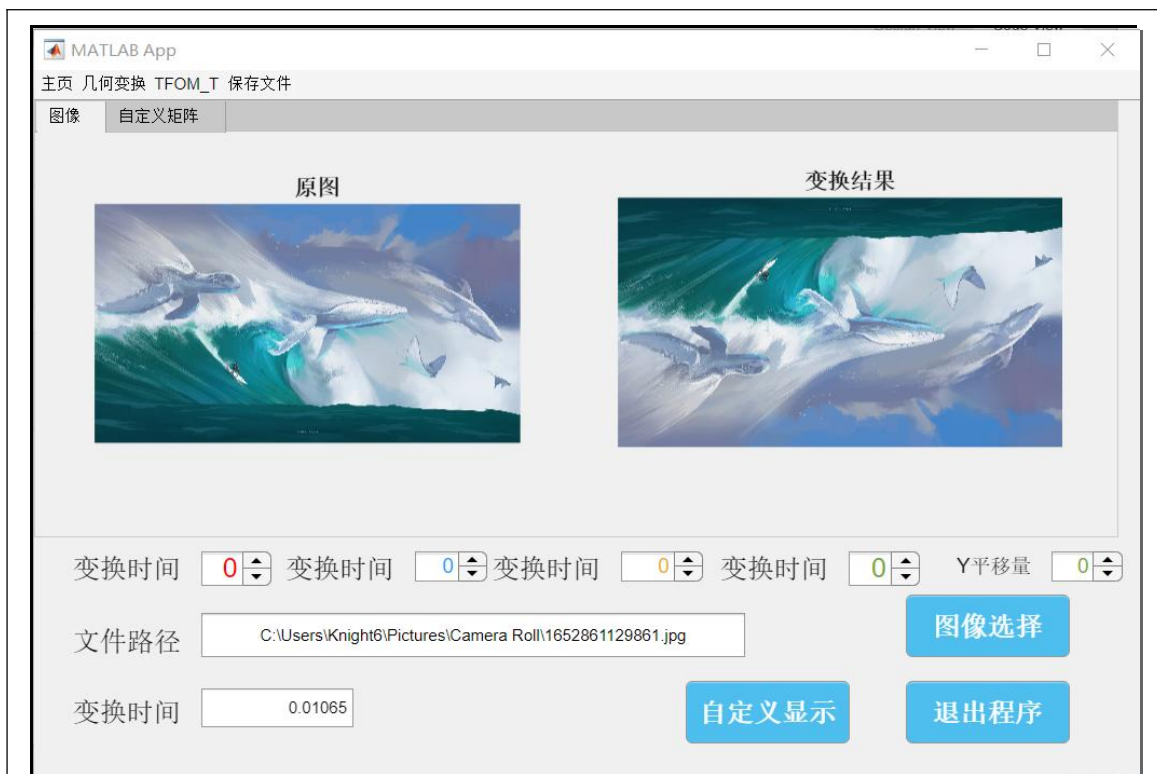 MATLAB App
主页 几何变换 TFOM_T 保存文件
图像 自定义矩阵
原图 变换结果
变换时间 0 变换时间 0 变换时间 0 变换时间 0 Y平移量 0
文件路径 C:\Users\Knight6\Pictures\Camera Roll\1652861129861.jpg 图像选择
变换时间 0.01065 自定义显示 退出程序